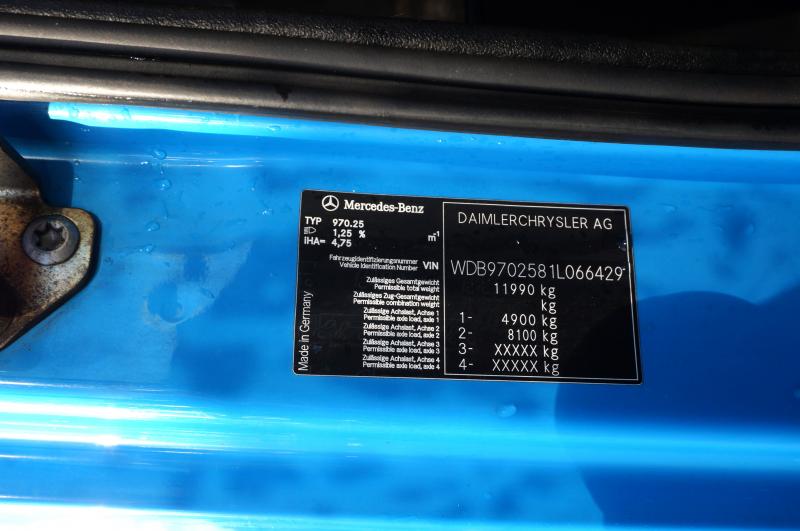 Mercedes-Benz
TYP 970.25
1,25 %
iHA= 4,75 m-1
Fahrzeugidentifizierungsnummer
Vehicle Identification Number VIN
Zulässiges Gesamtgewicht
Permissible total weight
Zulässiges Zug-Gesamtgewicht
Permissible combination weight
Zulässige Achslast, Achse 1
Permissible axle load, axle 1
Zulässige Achslast, Achse 2
Permissible axle load, axle 2
Zulässige Achslast, Achse 3
Permissible axle load, axle 3
Zulässige Achslast, Achse 4
Permissible axle load, axle 4
Made in Germany
DAIMLERCHRYSLER AG
WDB9702581L066429
11990 kg
kg
1- 4900 kg
2- 8100 kg
3- XXXXX kg
4- XXXXX kg